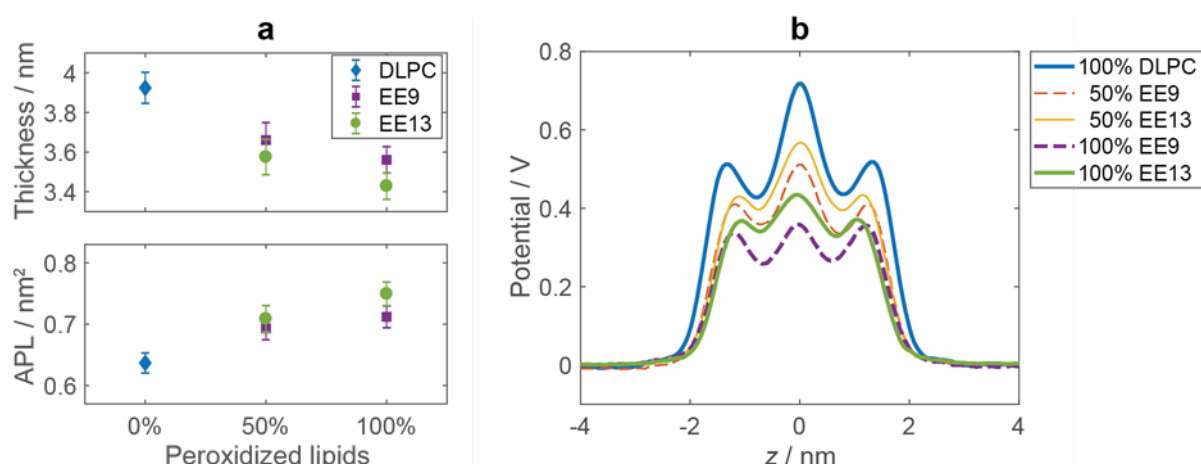 a
Thickness / nm
4
3.8
3.6
3.4
DLPC
EE9
EE13
APL / nm²
0.8
0.7
0.6
0%
50%
100%
Peroxidized lipids
b
Potential / V
0.8
0.6
0.4
0.2
0
-4
-2
0
2
4
z / nm
100% DLPC
50% EE9
50% EE13
100% EE9
100% EE13